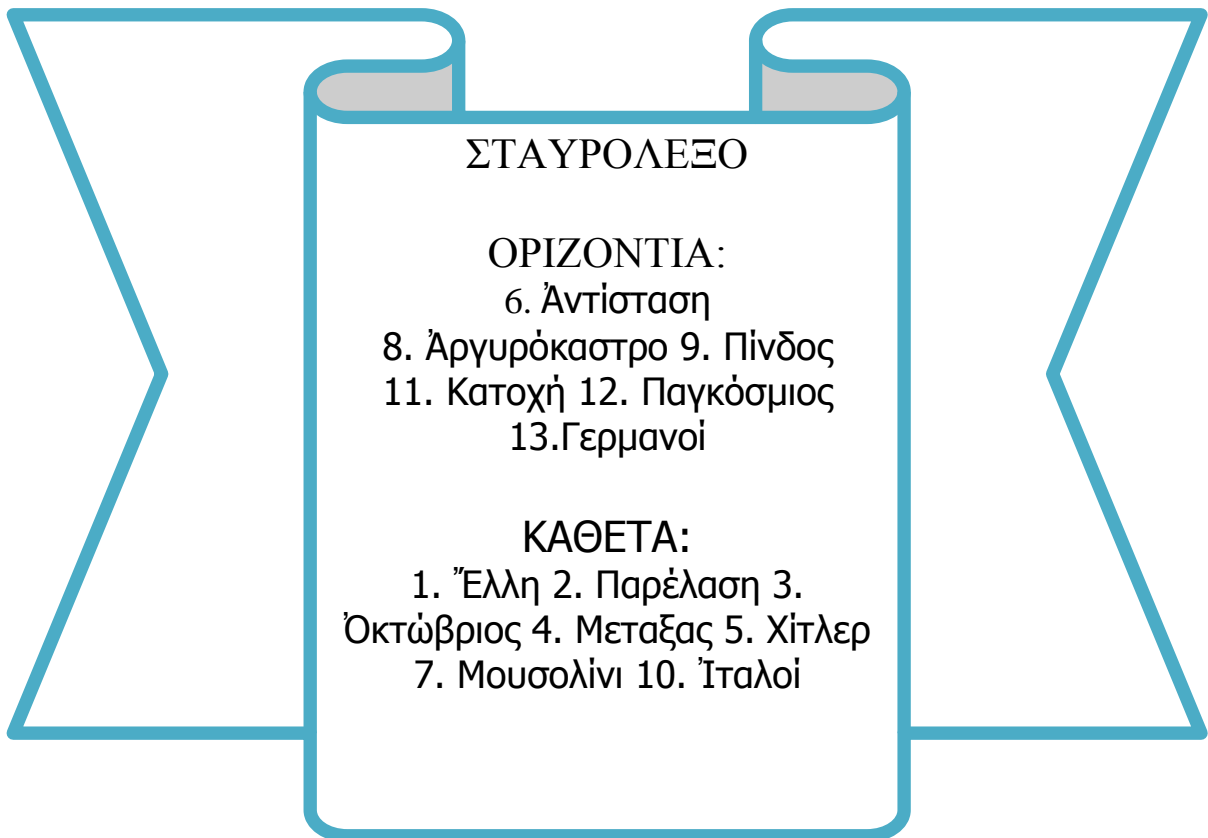 ΣΤΑΥΡΟΛΕΞΟ
ΟΡΙΖΟΝΤΙΑ:
6. Ἀντίσταση
8. Ἀργυρόκαστρο 9. Πίνδος
11. Κατοχή 12. Παγκόσμιος
13.Γερμανοί
ΚΑΘΕΤΑ:
1. Ἔλλη 2. Παρέλαση 3.
Ὀκτώβριος 4. Μεταξας 5. Χίτλερ
7. Μουσολίνι 10. Ἰταλοί